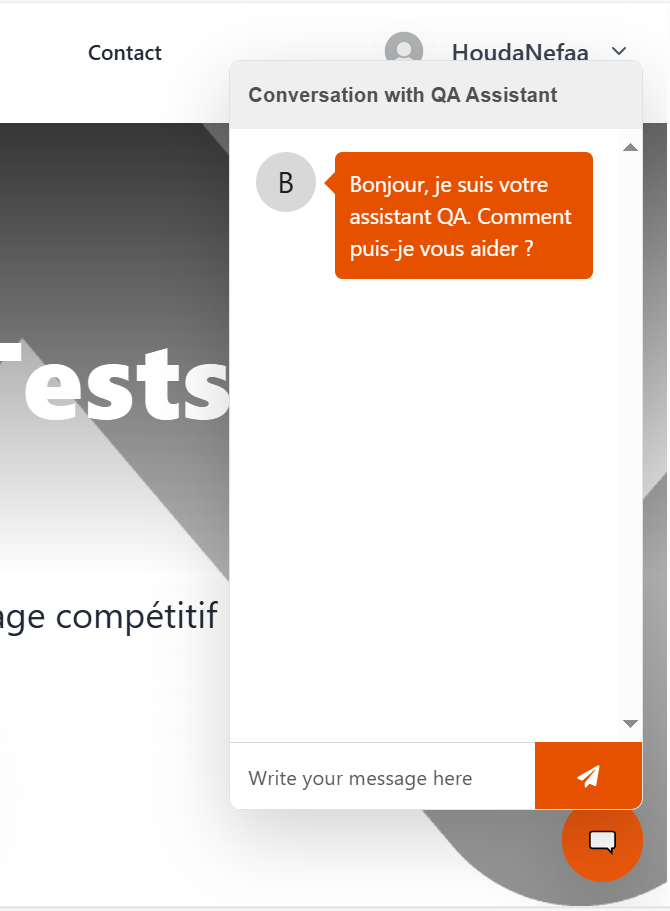 Contact
HoudaNefaa
Conversation with QA Assistant
B
Bonjour, je suis votre
assistant QA. Comment
puis-je vous aider ?
Tests
age compétitif
Write your message here